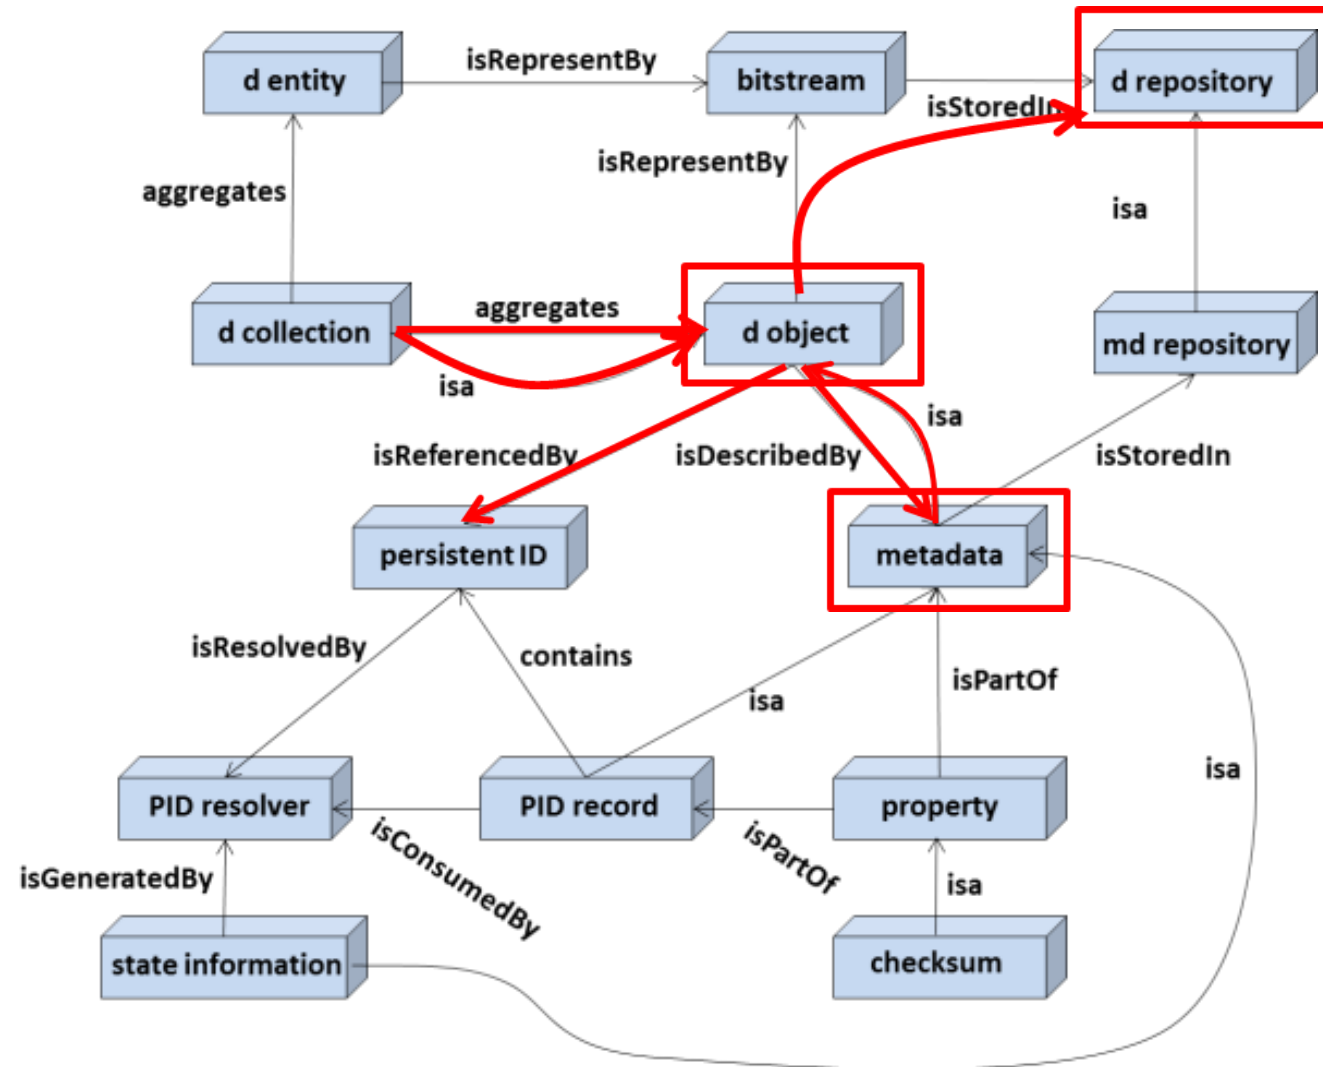 isRepresentBy
d entity
bitstream
d repository
isStoredIn
isRepresentBy
aggregates
isa
aggregates
d collection
d object
md repository
isa
isa
isReferencedBy
isDescribedBy
isStoredIn
persistent ID
metadata
isResolvedBy
contains
isPartOf
isa
isa
PID resolver
PID record
property
isConsumedBy
isPartOf
isGeneratedBy
isa
state information
checksum